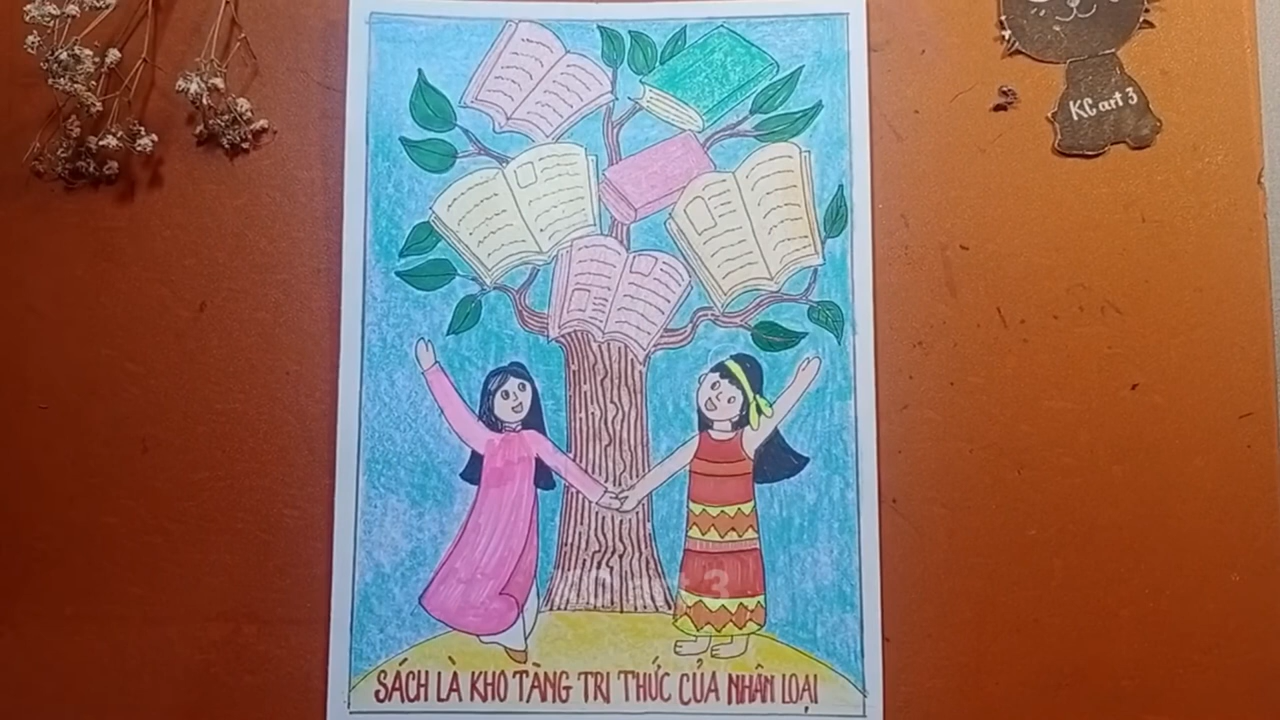 KC art 3
SÁCH LÀ KHO TÀNG TRI THỨC CỦA NHÂN LOẠI